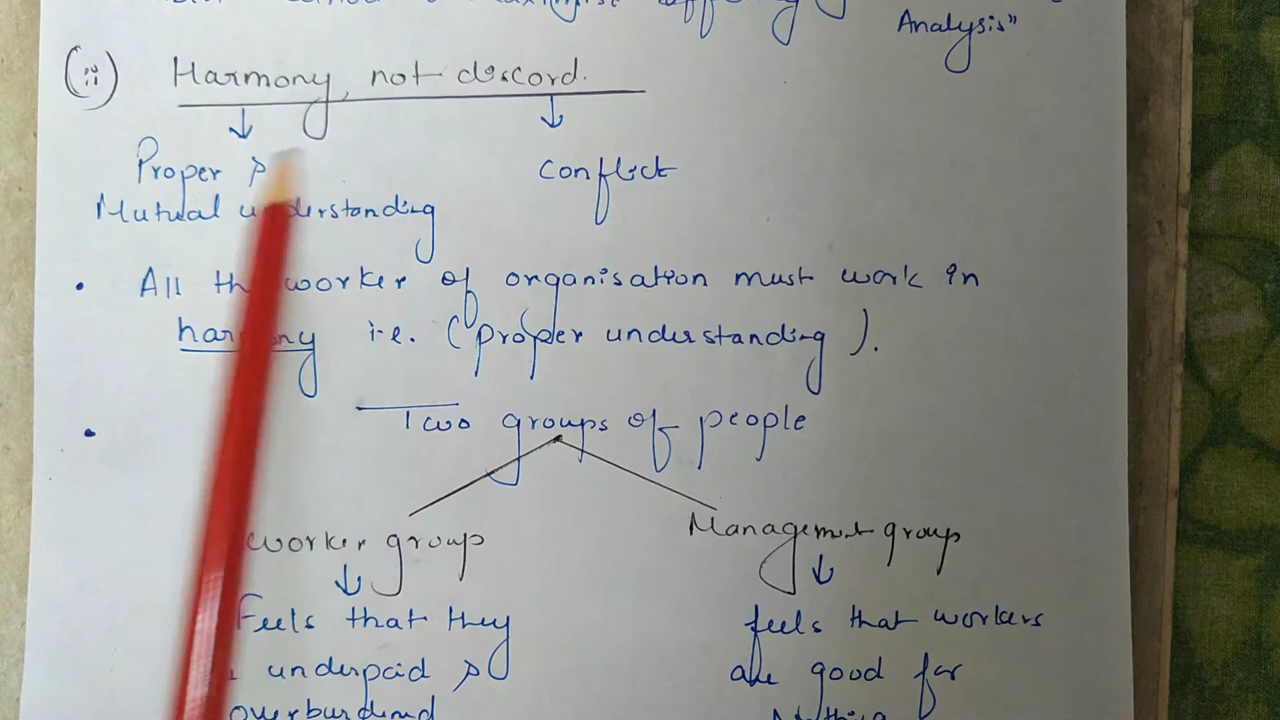 Analysis"
(ii) Harmony, not discord.
↓ ↓
Proper & Conflict
Mutual understanding
• All the worker of organisation must work in
harmony i.e. (proper understanding).
• Two groups of people
Worker group Management group
↓ ↓
Feels that they feels that workers
underpaid & are good for
overburdend Nothing